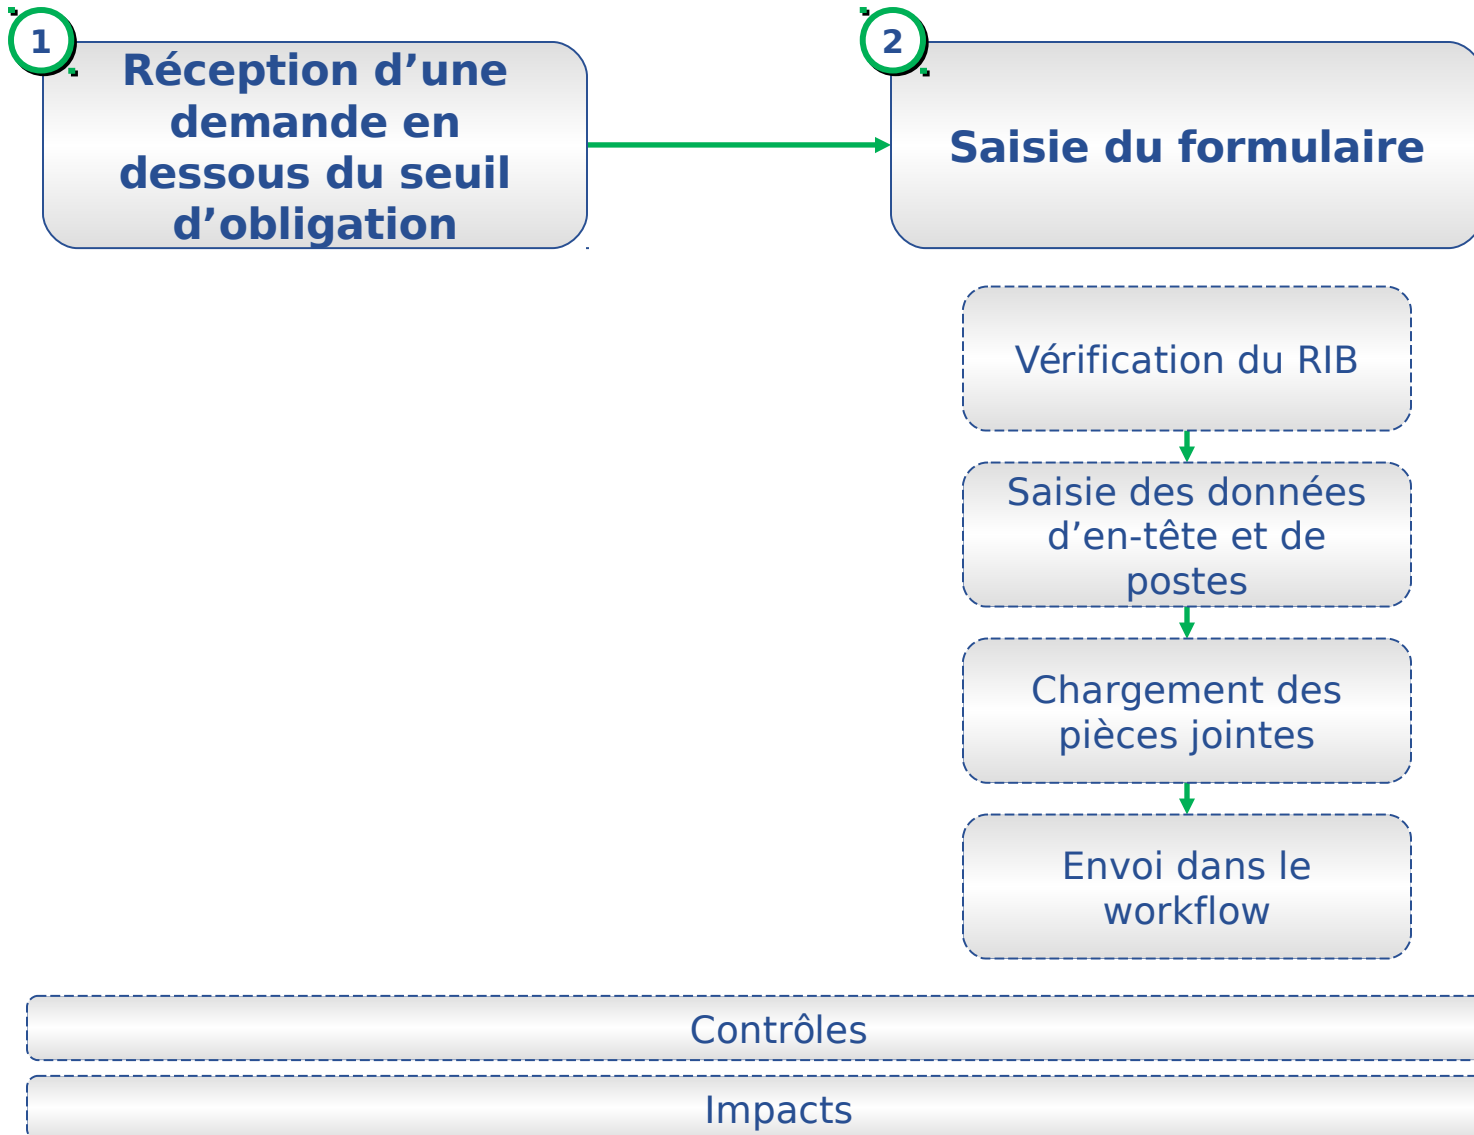 1
Réception d’une
demande en
dessous du seuil
d’obligation
2
Saisie du formulaire
Vérification du RIB
Saisie des données
d’en-tête et de
postes
Chargement des
pièces jointes
Envoi dans le
workflow
Contrôles
Impacts